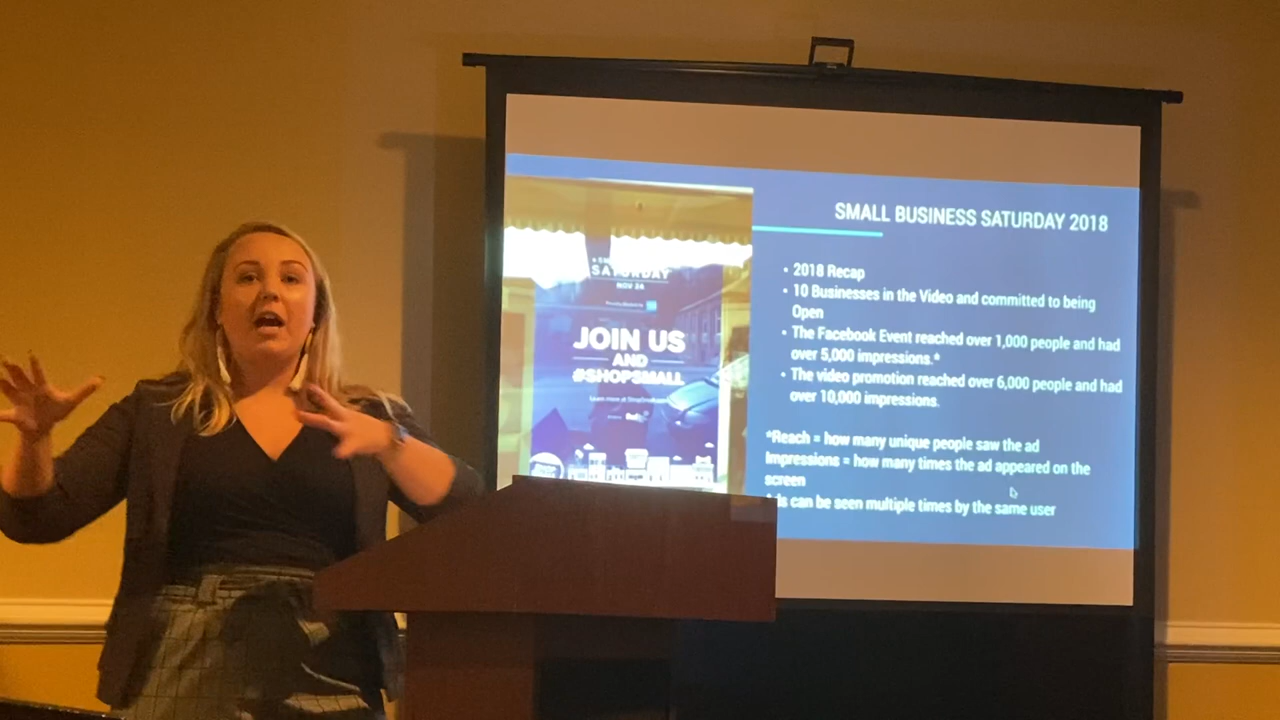 SMALL BUSINESS SATURDAY 2018
• 2018 Recap
• 10 Businesses in the Video and committed to being
Open
• The Facebook Event reached over 1,000 people and had
over 5,000 impressions.*
• The video promotion reached over 6,000 people and had
over 10,000 impressions.
*Reach = how many unique people saw the ad
Impressions = how many times the ad appeared on the
screen
can be seen multiple times by the same user
SATURDAY
NOV 24
JOIN US
AND
#SHOPSMALL
Learn more at